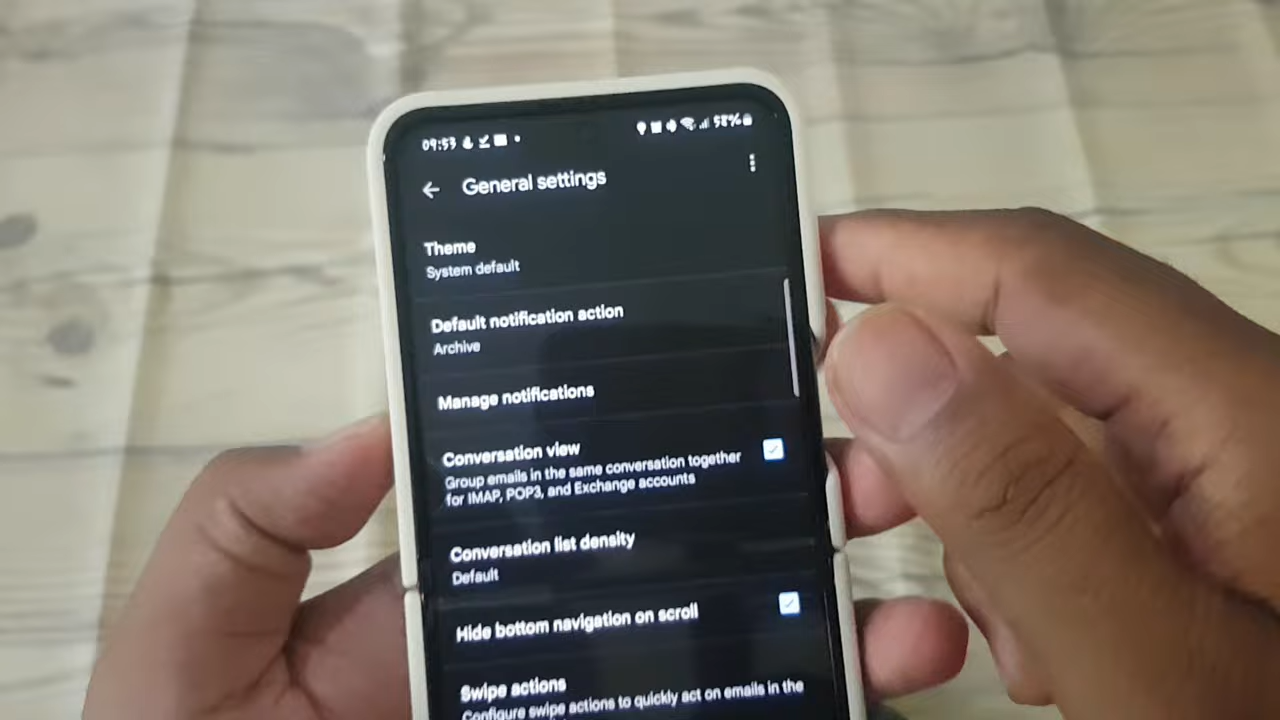 09:53
58%
General settings
Theme
System default
Default notification action
Archive
Manage notifications
Conversation view
Group emails in the same conversation together
for IMAP, POP3, and Exchange accounts
Conversation list density
Default
Hide bottom navigation on scroll
Swipe actions
Configure swipe actions to quickly act on emails in the